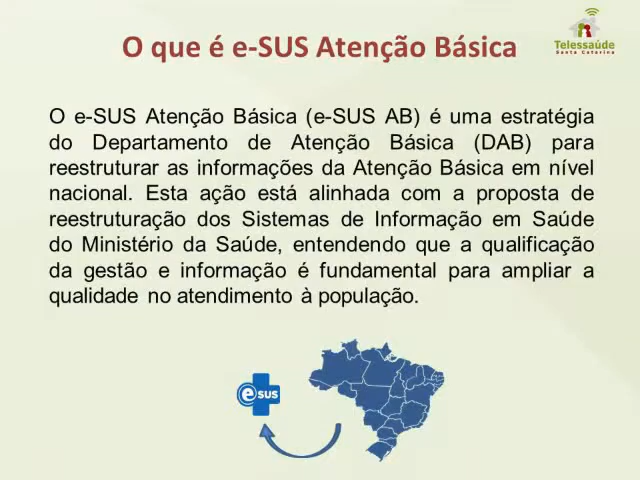 O que é e-SUS Atenção Básica
Telessaúde
Santa Catarina
O e-SUS Atenção Básica (e-SUS AB) é uma estratégia
do Departamento de Atenção Básica (DAB) para
reestruturar as informações da Atenção Básica em nível
nacional. Esta ação está alinhada com a proposta de
reestruturação dos Sistemas de Informação em Saúde
do Ministério da Saúde, entendendo que a qualificação
da gestão e informação é fundamental para ampliar a
qualidade no atendimento à população.
e SUS